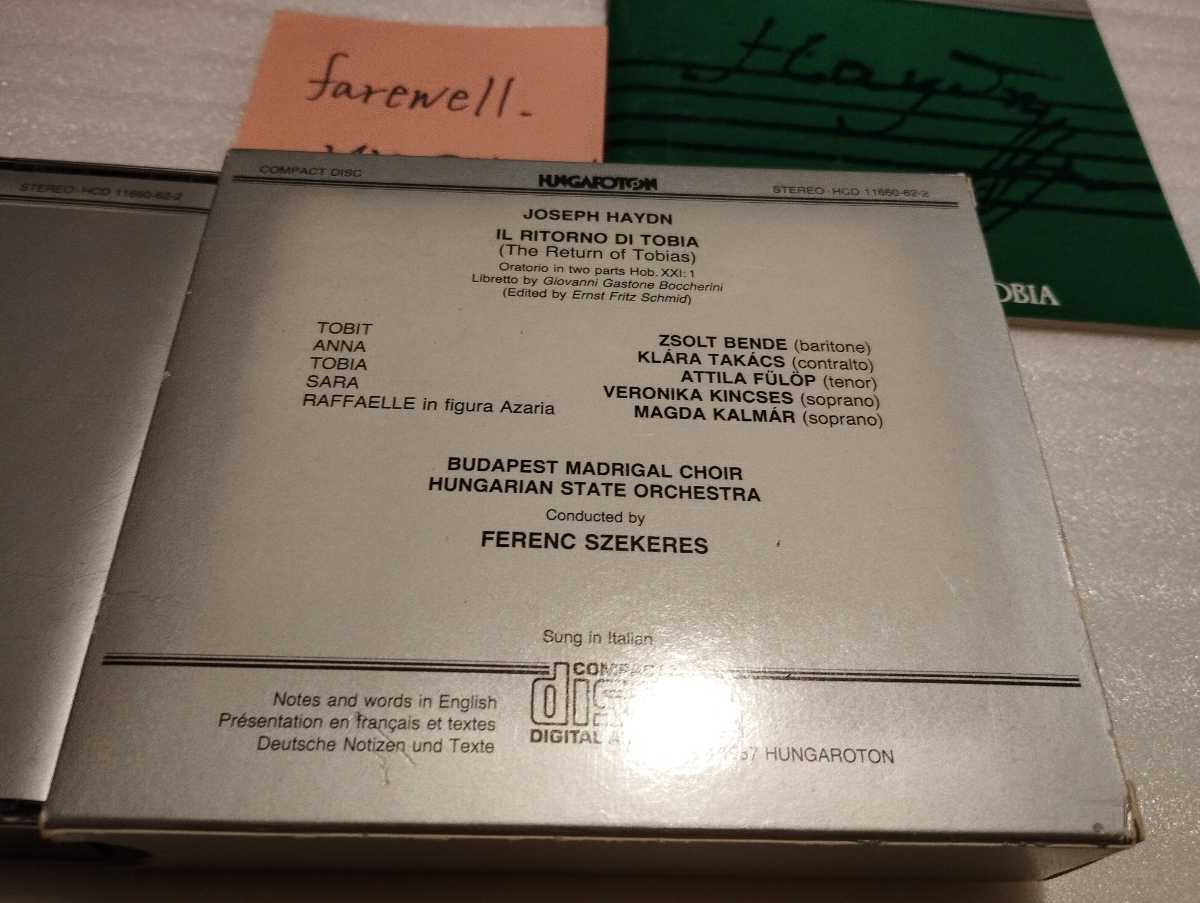 farewell.
Haydn
OBIA
STEREO · HCD 11660-62-2
COMPACT DISC
HUNGAROTON
STEREO · HCD 11660-62-2
JOSEPH HAYDN
IL RITORNO DI TOBIA
(The Return of Tobias)
Oratorio in two parts Hob. XXI: 1
Libretto by Giovanni Gastone Boccherini
(Edited by Ernst Fritz Schmid)
TOBIT ZSOLT BENDE (baritone)
ANNA KLÁRA TAKÁCS (contralto)
TOBIA ATTILA FÜLÖP (tenor)
SARA VERONIKA KINCSES (soprano)
RAFFAELLE in figura Azaria MAGDA KALMÁR (soprano)
BUDAPEST MADRIGAL CHOIR
HUNGARIAN STATE ORCHESTRA
Conducted by
FERENC SZEKERES
Sung in Italian
Notes and words in English
Présentation en français et textes
Deutsche Notizen und Texte
DIGITAL
HUNGAROTON